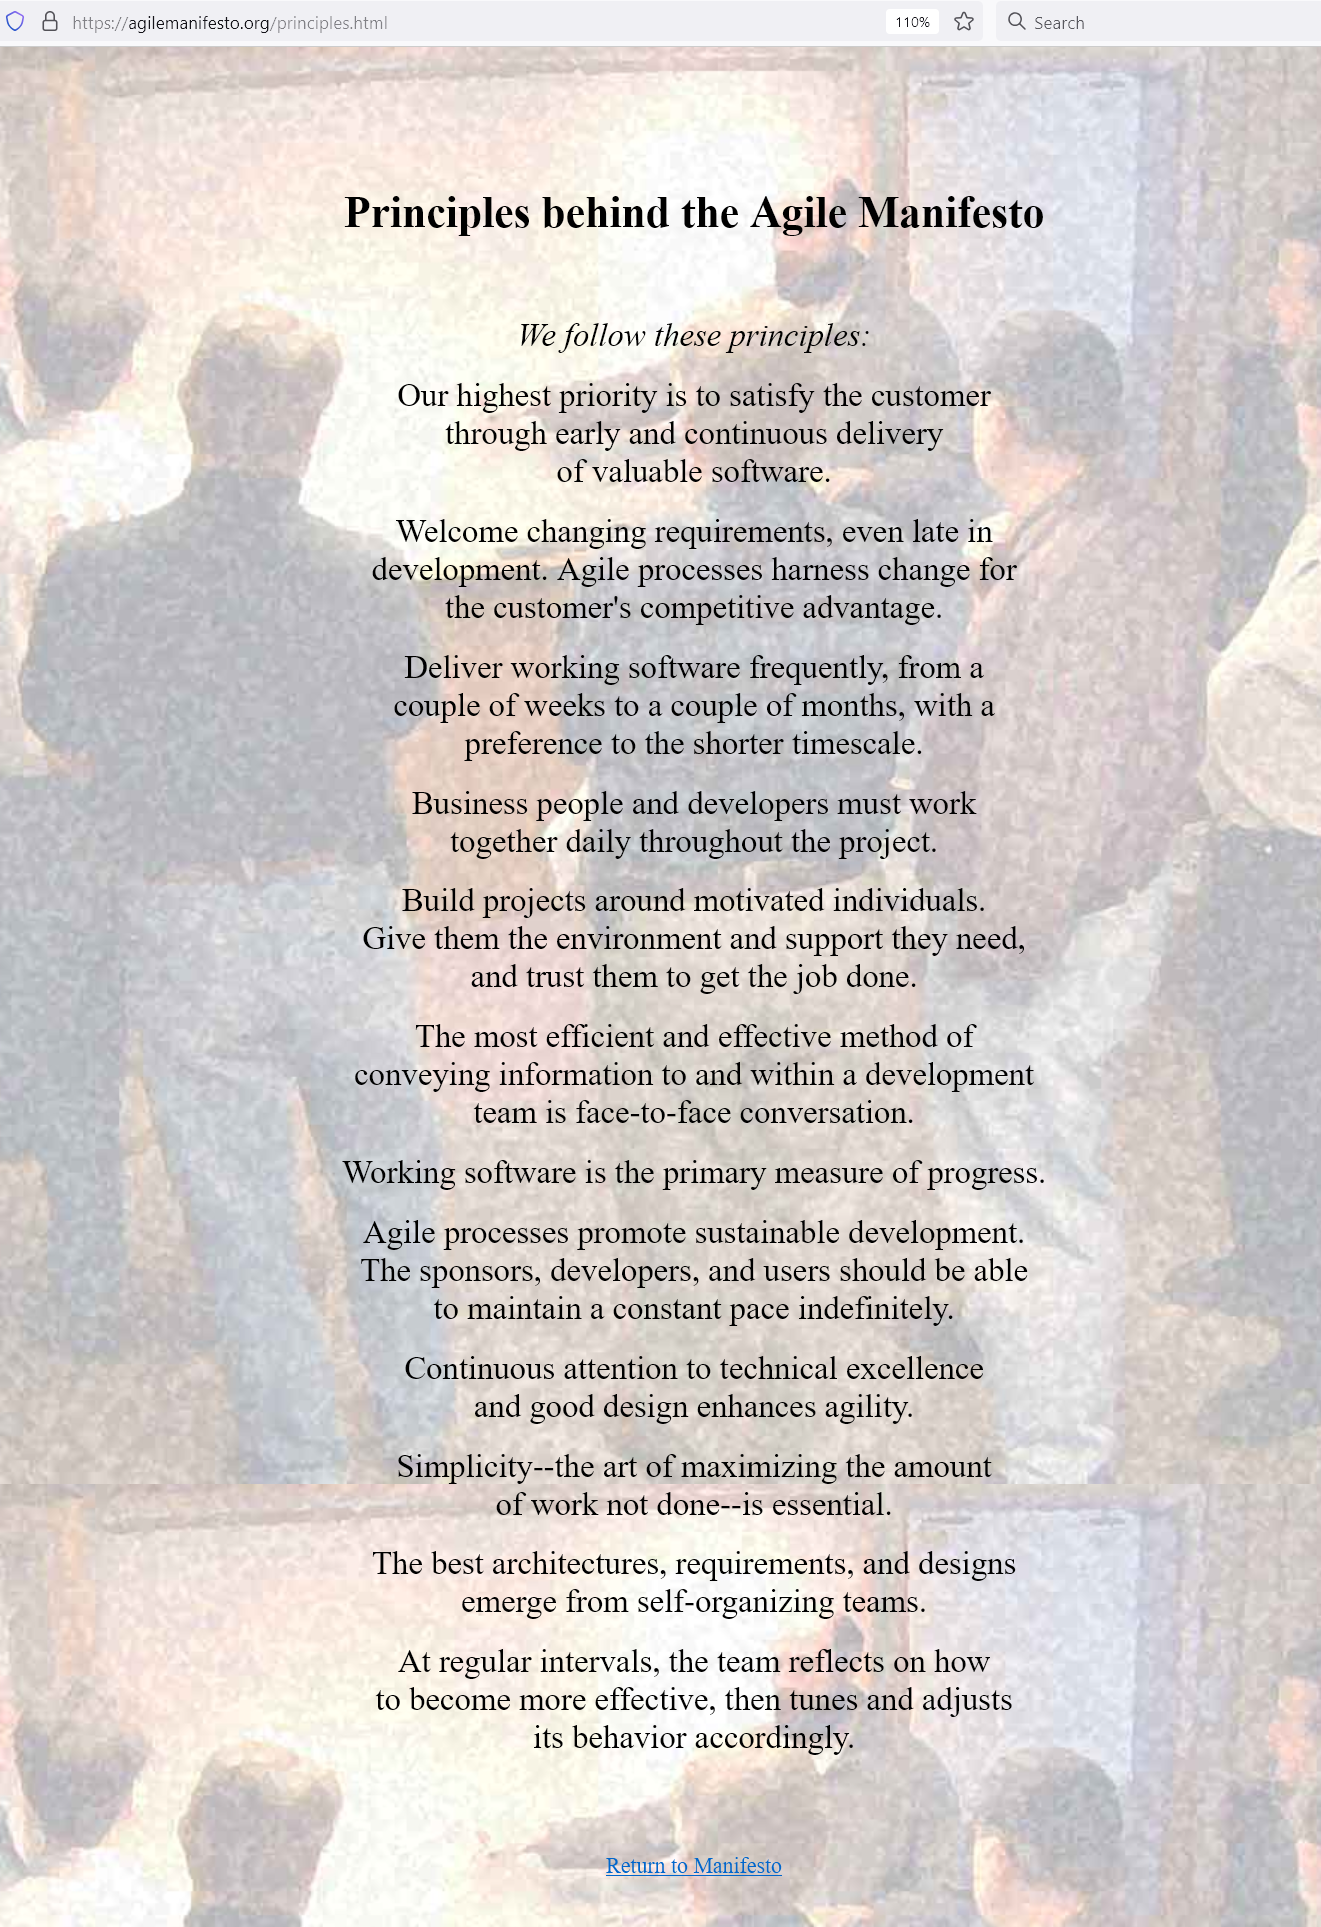 https://agilemanifesto.org/principles.html
110%
Search
Principles behind the Agile Manifesto
We follow these principles:
Our highest priority is to satisfy the customer
through early and continuous delivery
of valuable software.
Welcome changing requirements, even late in
development. Agile processes harness change for
the customer's competitive advantage.
Deliver working software frequently, from a
couple of weeks to a couple of months, with a
preference to the shorter timescale.
Business people and developers must work
together daily throughout the project.
Build projects around motivated individuals.
Give them the environment and support they need,
and trust them to get the job done.
The most efficient and effective method of
conveying information to and within a development
team is face-to-face conversation.
Working software is the primary measure of progress.
Agile processes promote sustainable development.
The sponsors, developers, and users should be able
to maintain a constant pace indefinitely.
Continuous attention to technical excellence
and good design enhances agility.
Simplicity--the art of maximizing the amount
of work not done--is essential.
The best architectures, requirements, and designs
emerge from self-organizing teams.
At regular intervals, the team reflects on how
to become more effective, then tunes and adjusts
its behavior accordingly.
Return to Manifesto